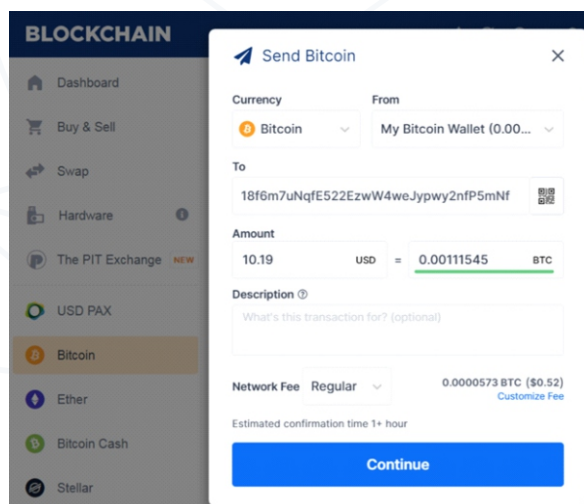 BLOCKCHAIN
Dashboard
Buy & Sell
Swap
Hardware
The PIT Exchange NEW
USD PAX
Bitcoin
Ether
Bitcoin Cash
Stellar
Send Bitcoin
Currency From
Bitcoin My Bitcoin Wallet (0.00...
To
18f6m7uNqfE522EzwW4weJypwy2nfP5mNf
Amount
10.19 USD = 0.00111545 BTC
Description
What's this transaction for? (optional)
Network Fee Regular 0.0000573 BTC ($0.52)
Customize Fee
Estimated confirmation time 1+ hour
Continue